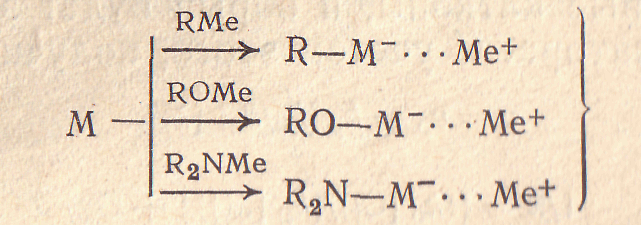 RMe
R—M⁻···Me⁺
ROMe
M — RO—M⁻···Me⁺
R₂NMe
R₂N—M⁻···Me⁺